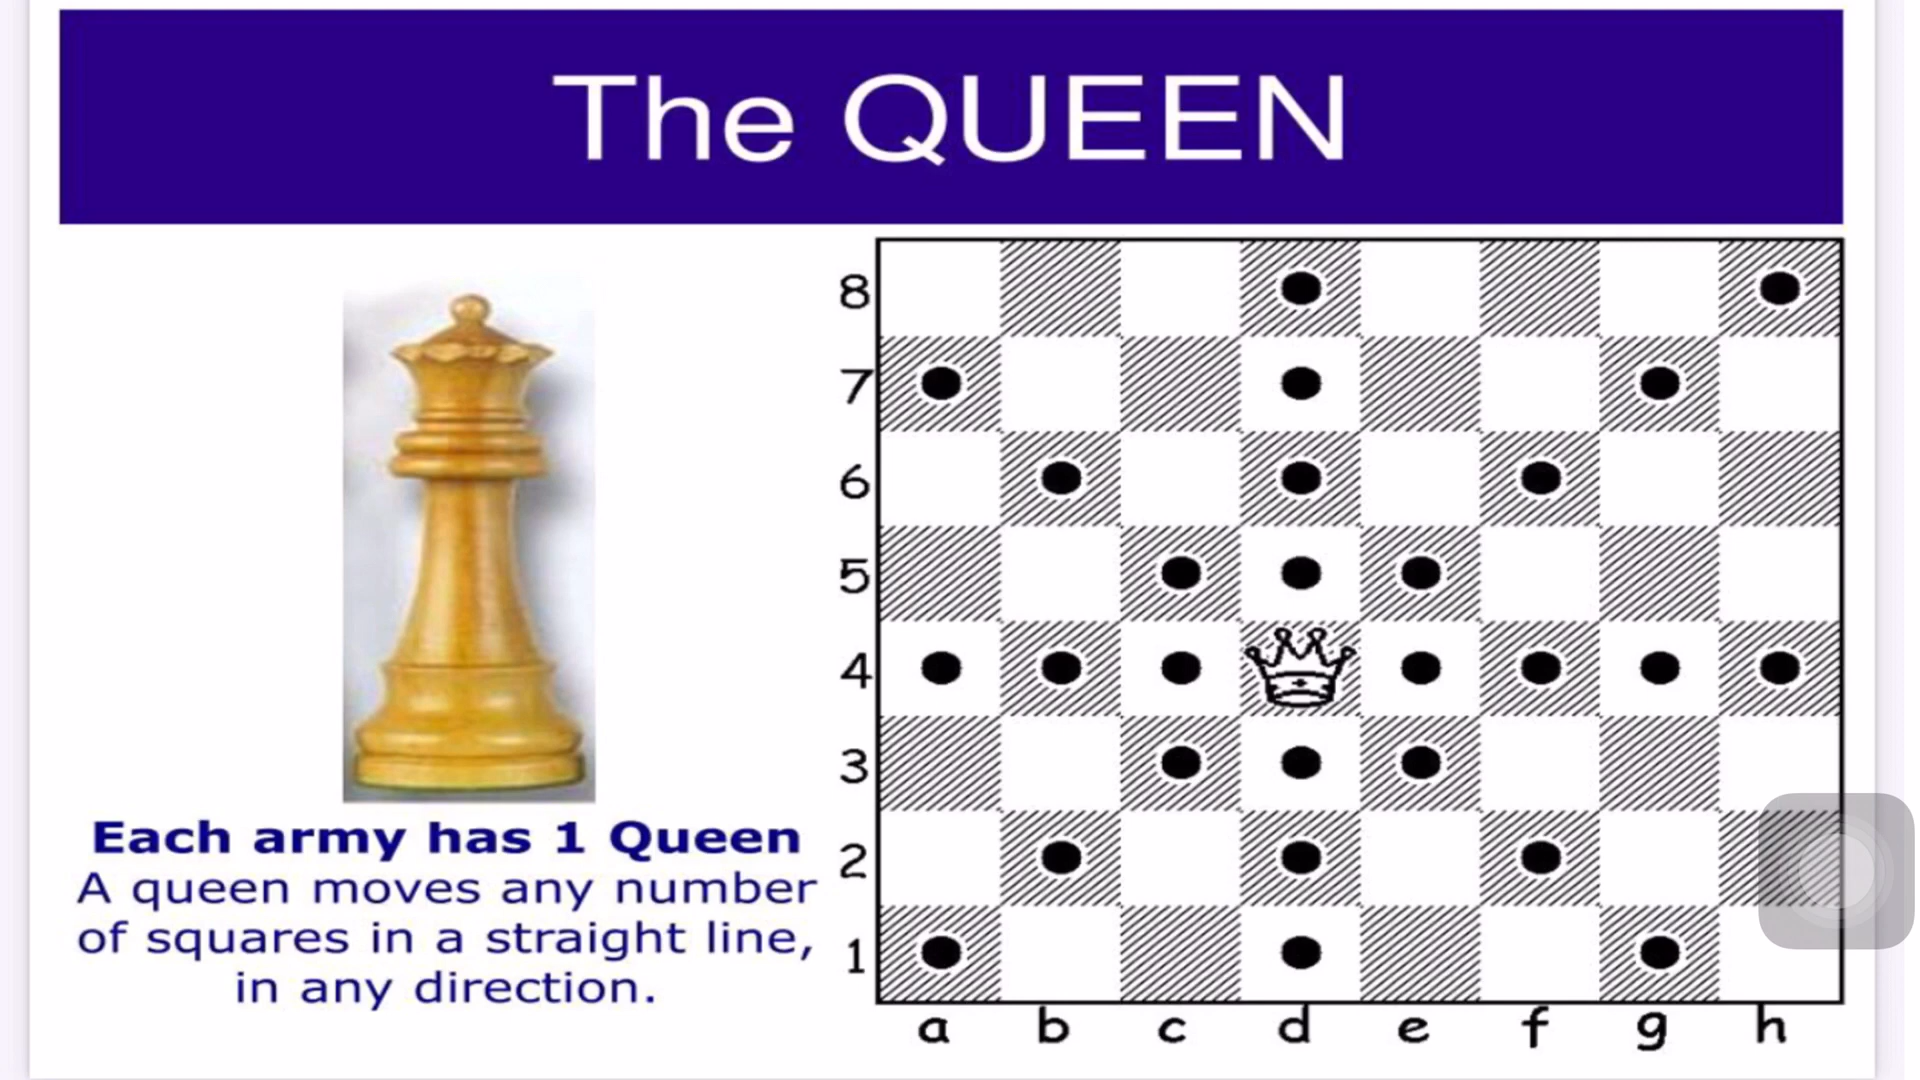 The QUEEN
8
7
6
5
4
3
2
1
a b c d e f g h
Each army has 1 Queen
A queen moves any number
of squares in a straight line,
in any direction.